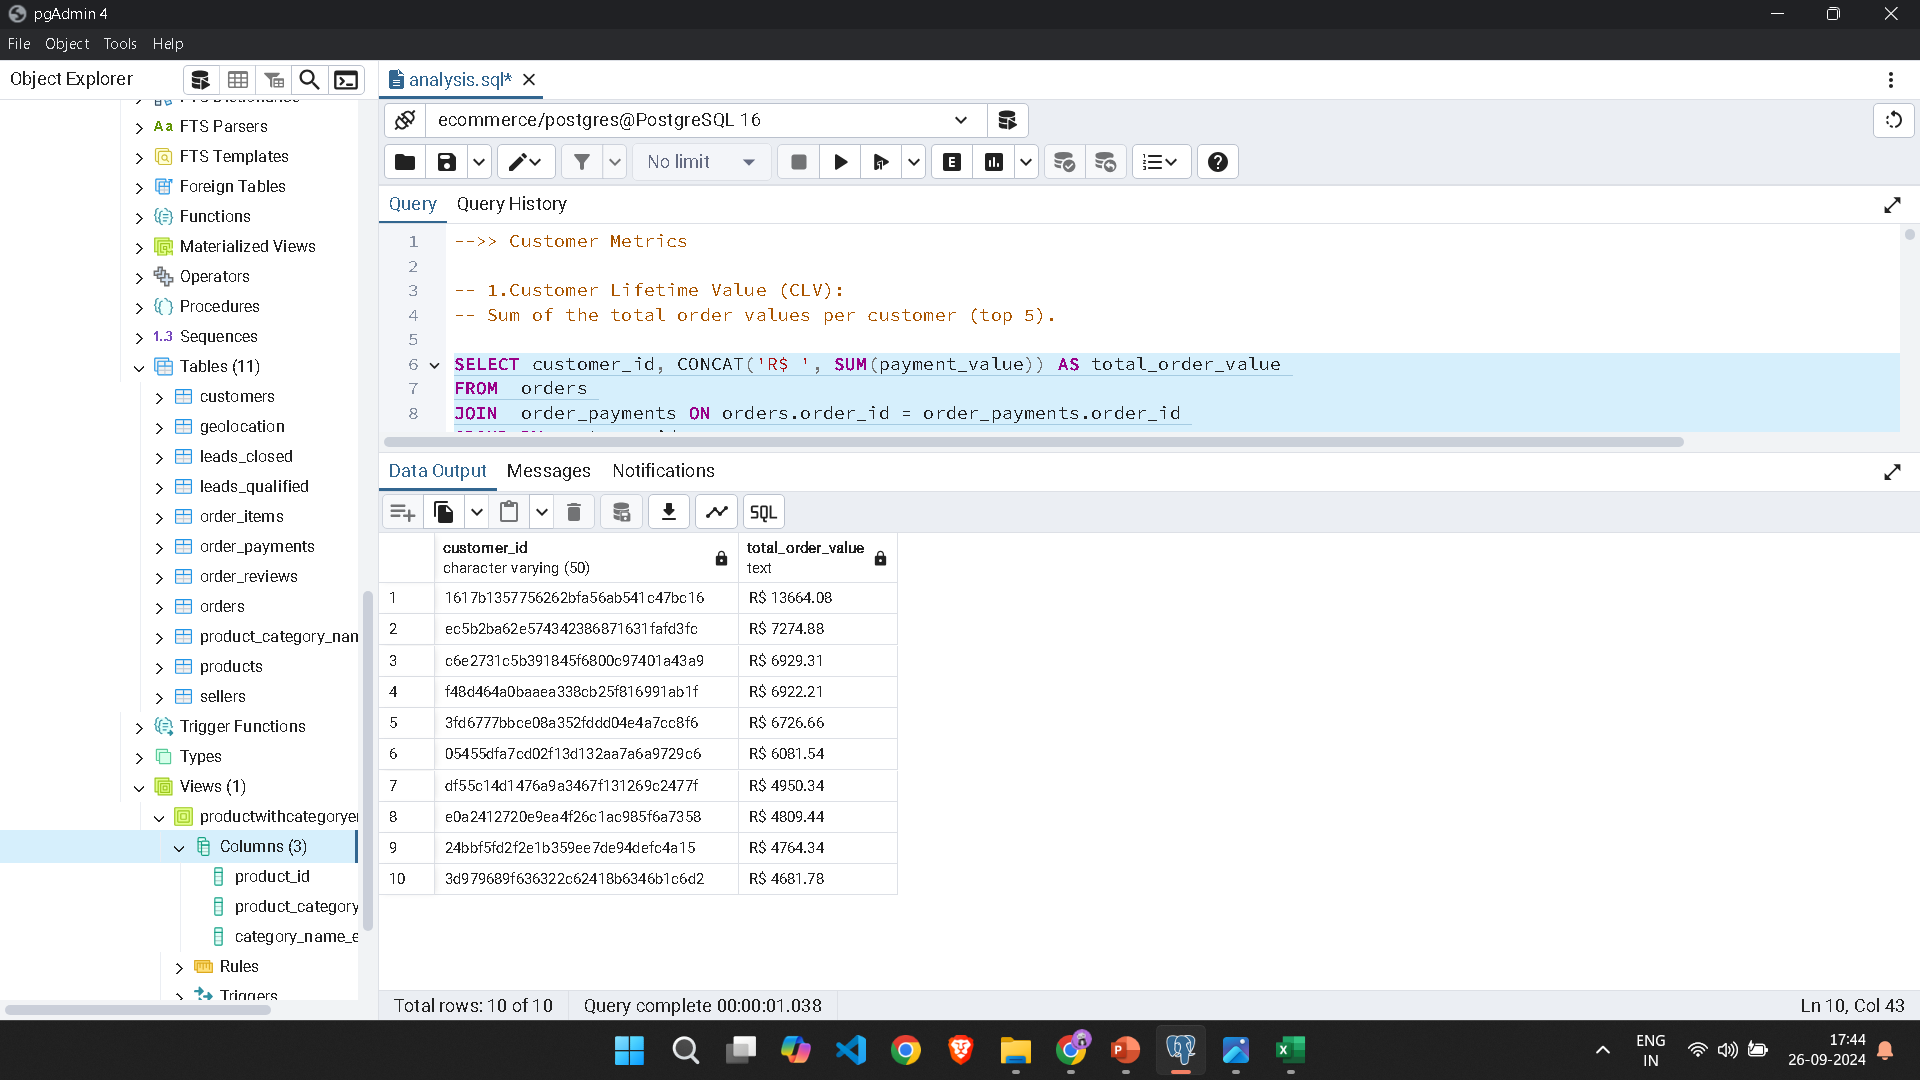 pgAdmin 4
File Object Tools Help
Object Explorer
FTS Parsers
FTS Templates
Foreign Tables
Functions
Materialized Views
Operators
Procedures
1..3 Sequences
Tables (11)
customers
geolocation
leads_closed
leads_qualified
order_items
order_payments
order_reviews
orders
product_category_nam
products
sellers
Trigger Functions
Types
Views (1)
productwithcategorye
Columns (3)
product_id
product_category
category_name_e
Rules
Triggers
analysis.sql*
ecommerce/postgres@PostgreSQL 16
No limit
Query Query History
1 -->> Customer Metrics
2
3 -- 1.Customer Lifetime Value (CLV):
4 -- Sum of the total order values per customer (top 5).
5
6 SELECT customer_id, CONCAT('R$ ', SUM(payment_value)) AS total_order_value
7 FROM orders
8 JOIN order_payments ON orders.order_id = order_payments.order_id
Data Output Messages Notifications
SQL
customer_id total_order_value
character varying (50) text
1 1617b1357756262bfa56ab541c47bc16 R$ 13664.08
2 ec5b2ba62e574342386871631fafd3fc R$ 7274.88
3 c6e2731c5b391845f6800c97401a43a9 R$ 6929.31
4 f48d464a0baaea338cb25f816991ab1f R$ 6922.21
5 3fd6777bbce08a352fddd04e4a7cc8f6 R$ 6726.66
6 05455dfa7cd02f13d132aa7a6a9729c6 R$ 6081.54
7 df55c14d1476a9a3467f131269c2477f R$ 4950.34
8 e0a2412720e9ea4f26c1ac985f6a7358 R$ 4809.44
9 24bbf5fd2f2e1b359ee7de94defc4a15 R$ 4764.34
10 3d979689f636322c62418b6346b1c6d2 R$ 4681.78
Total rows: 10 of 10 Query complete 00:00:01.038 Ln 10, Col 43
ENG
IN
17:44
26-09-2024